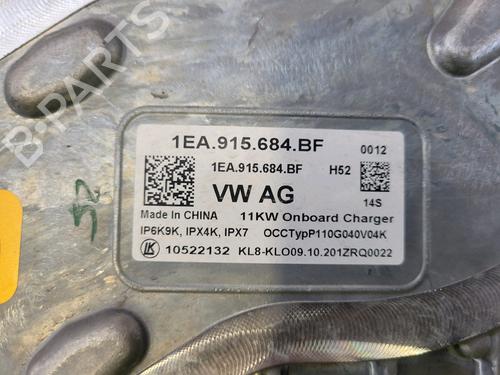 B-PARTS
1EA.915.684.BF 0012
1EA.915.684.BF H52
VW AG 14S
Made In CHINA 11KW Onboard Charger
IP6K9K, IPX4K, IPX7 OCCTypP110G040V04K
LK 10522132 KL8-KLO09.10.201ZRQ0022